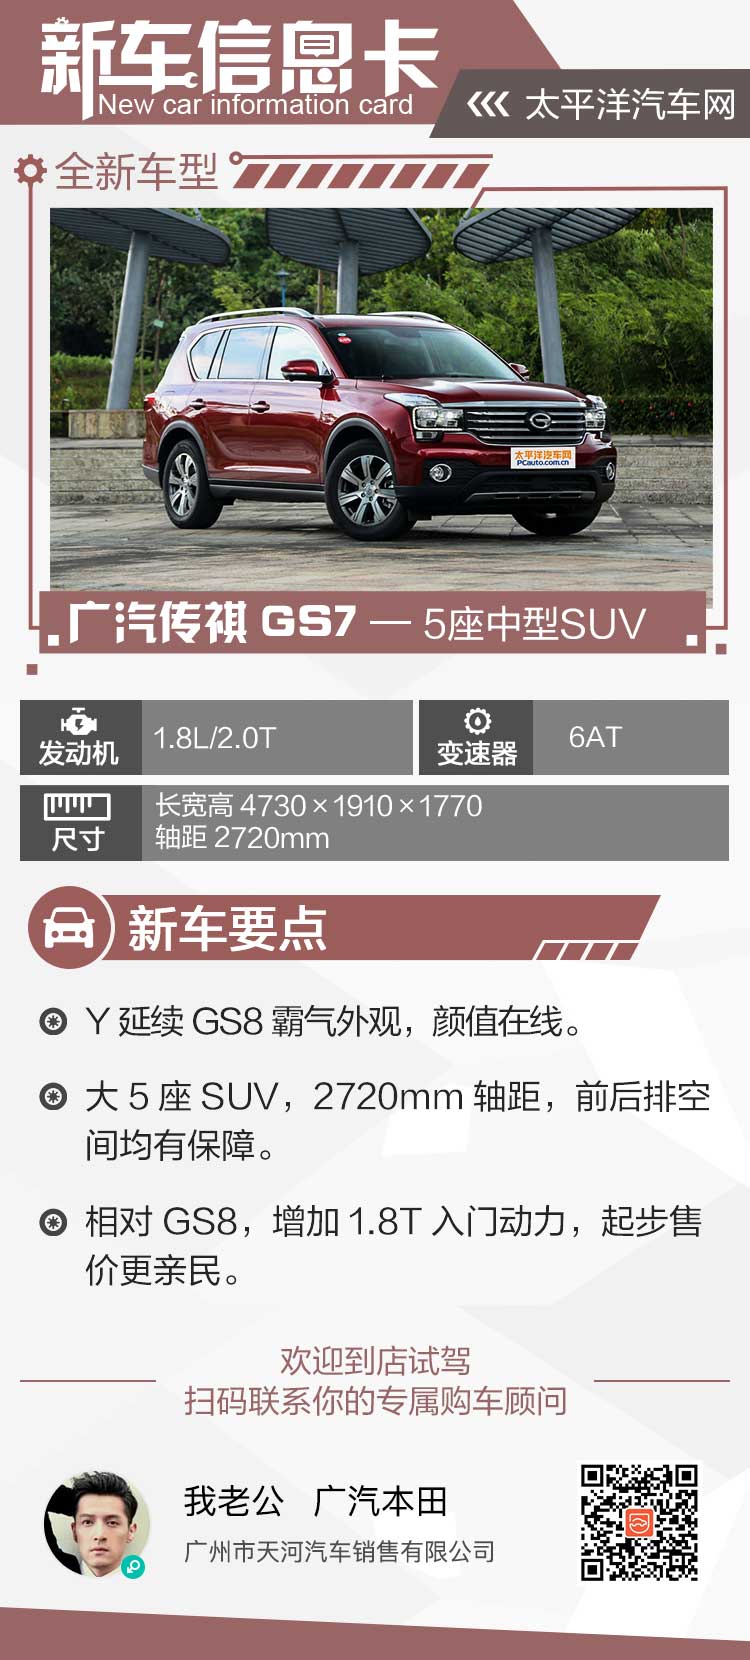 新车信息卡
New car information card
太平洋汽车网
全新车型
太平洋汽车网
PCauto.com.cn
广汽传祺 GS7 — 5座中型SUV
发动机
1.8L/2.0T
变速器
6AT
尺寸
长宽高 4730×1910×1770
轴距 2720mm
新车要点
Y 延续 GS8 霸气外观，颜值在线。
大 5 座 SUV，2720mm 轴距，前后排空
间均有保障。
相对 GS8，增加 1.8T 入门动力，起步售
价更亲民。
欢迎到店试驾
扫码联系你的专属购车顾问
我老公 广汽本田
广州市天河汽车销售有限公司